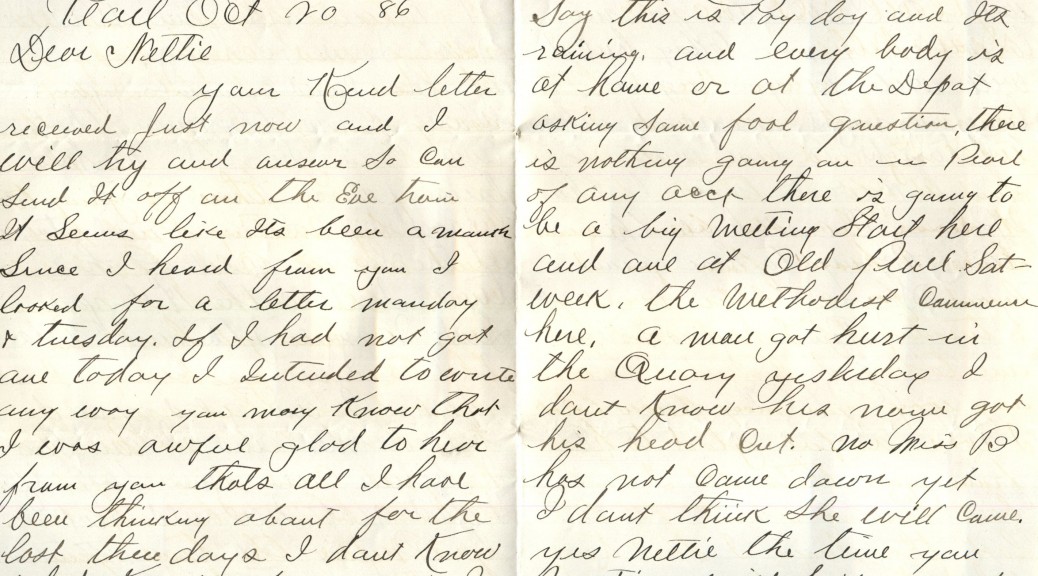 Pearl Oct 20 86
Dear Nettie
your Kind letter
received Just now and I
will try and answr So Can
Send It off on the Eve train
It Seems like Its been a month
Since I heard from you I
looked for a letter monday
& tuesday. If I had not got
one today I Intended to write
any way you may Know that
I was awful glad to hear
from you thats all I have
been thinking about for the
last three days I dont Know
Say this is Pay day and Its
raining. and every body is
at home or at the Depot
asking Some fool question, there
is nothing going on in Pearl
of any acct there is going to
be a big meeting Start here
and one at Old Pearl Sat-
week. the Methodist Commence
here. a man got hurt in
the Quary yesterday I
dont Know his name got
his head Cut. no Miss B
has not Came down yet
I dont think She will Come.
yes Nettie the time you